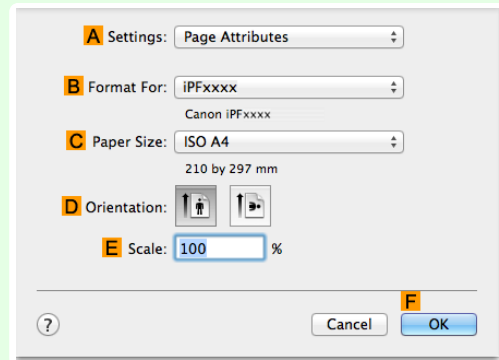 A Settings: Page Attributes
B Format For: iPFxxxx
Canon iPFxxxx
C Paper Size: ISO A4
210 by 297 mm
D Orientation:
E Scale: 100 %
F
? Cancel OK